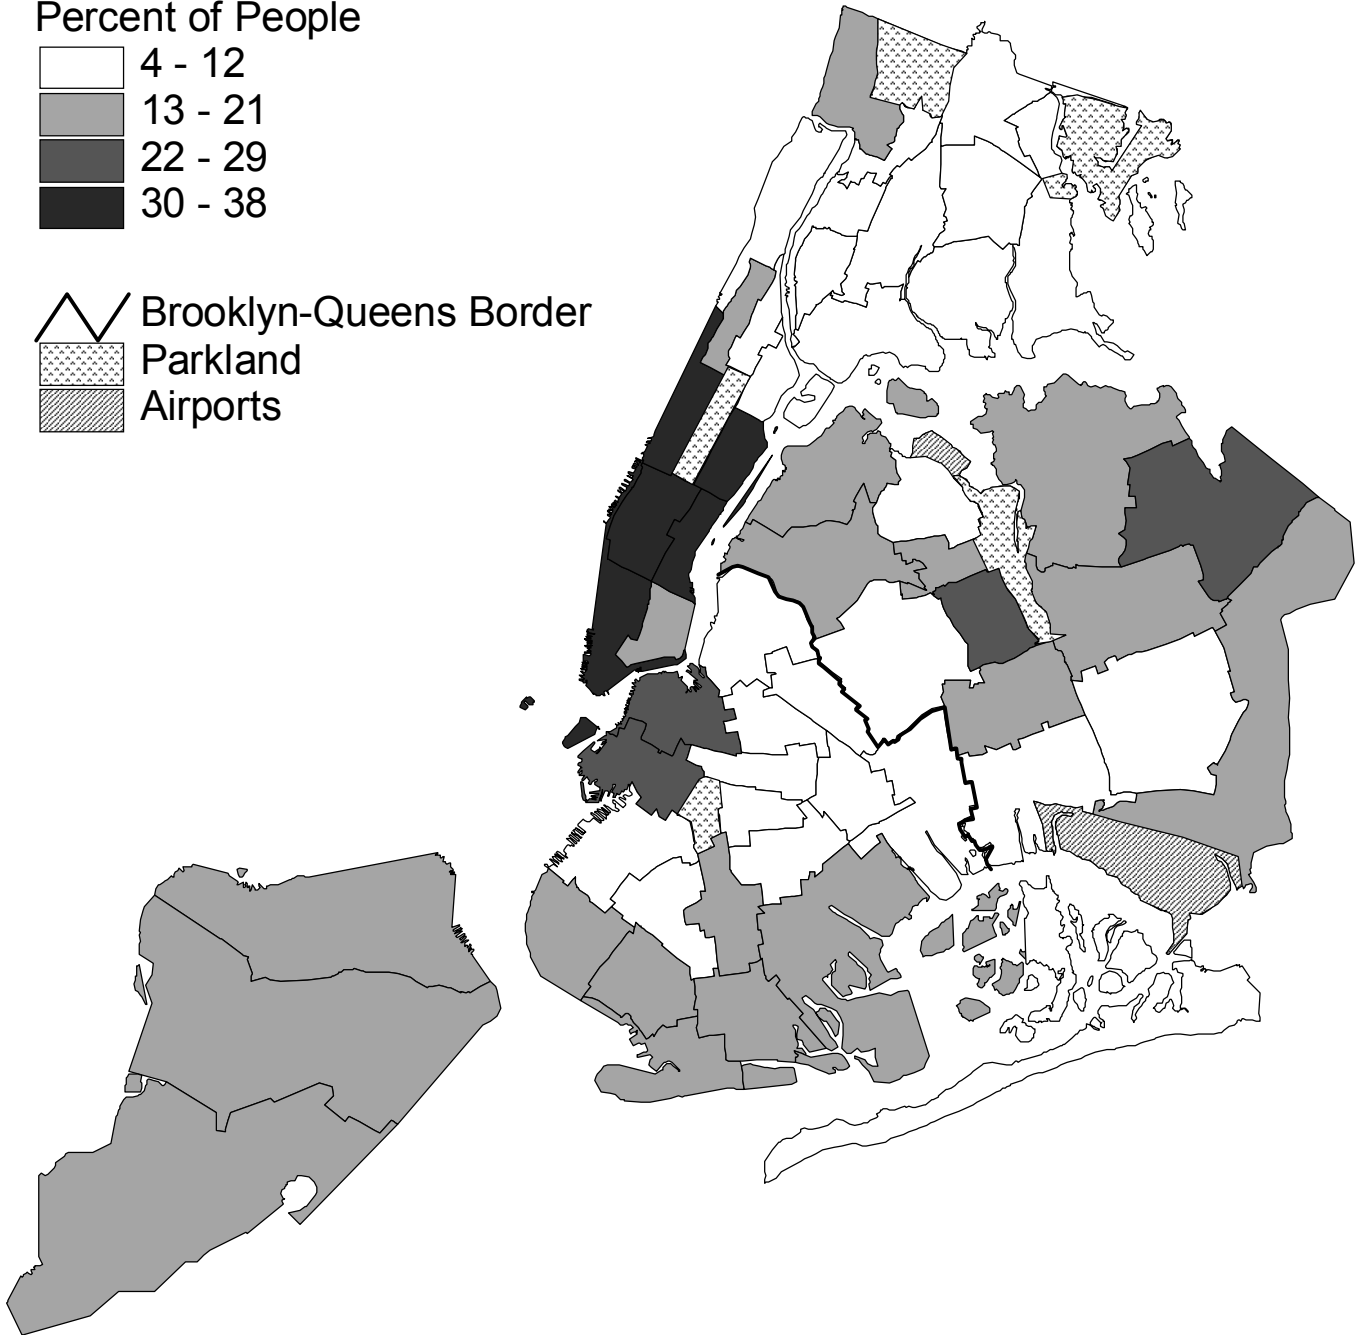 Percent of People
4 - 12
13 - 21
22 - 29
30 - 38
Brooklyn-Queens Border
Parkland
Airports